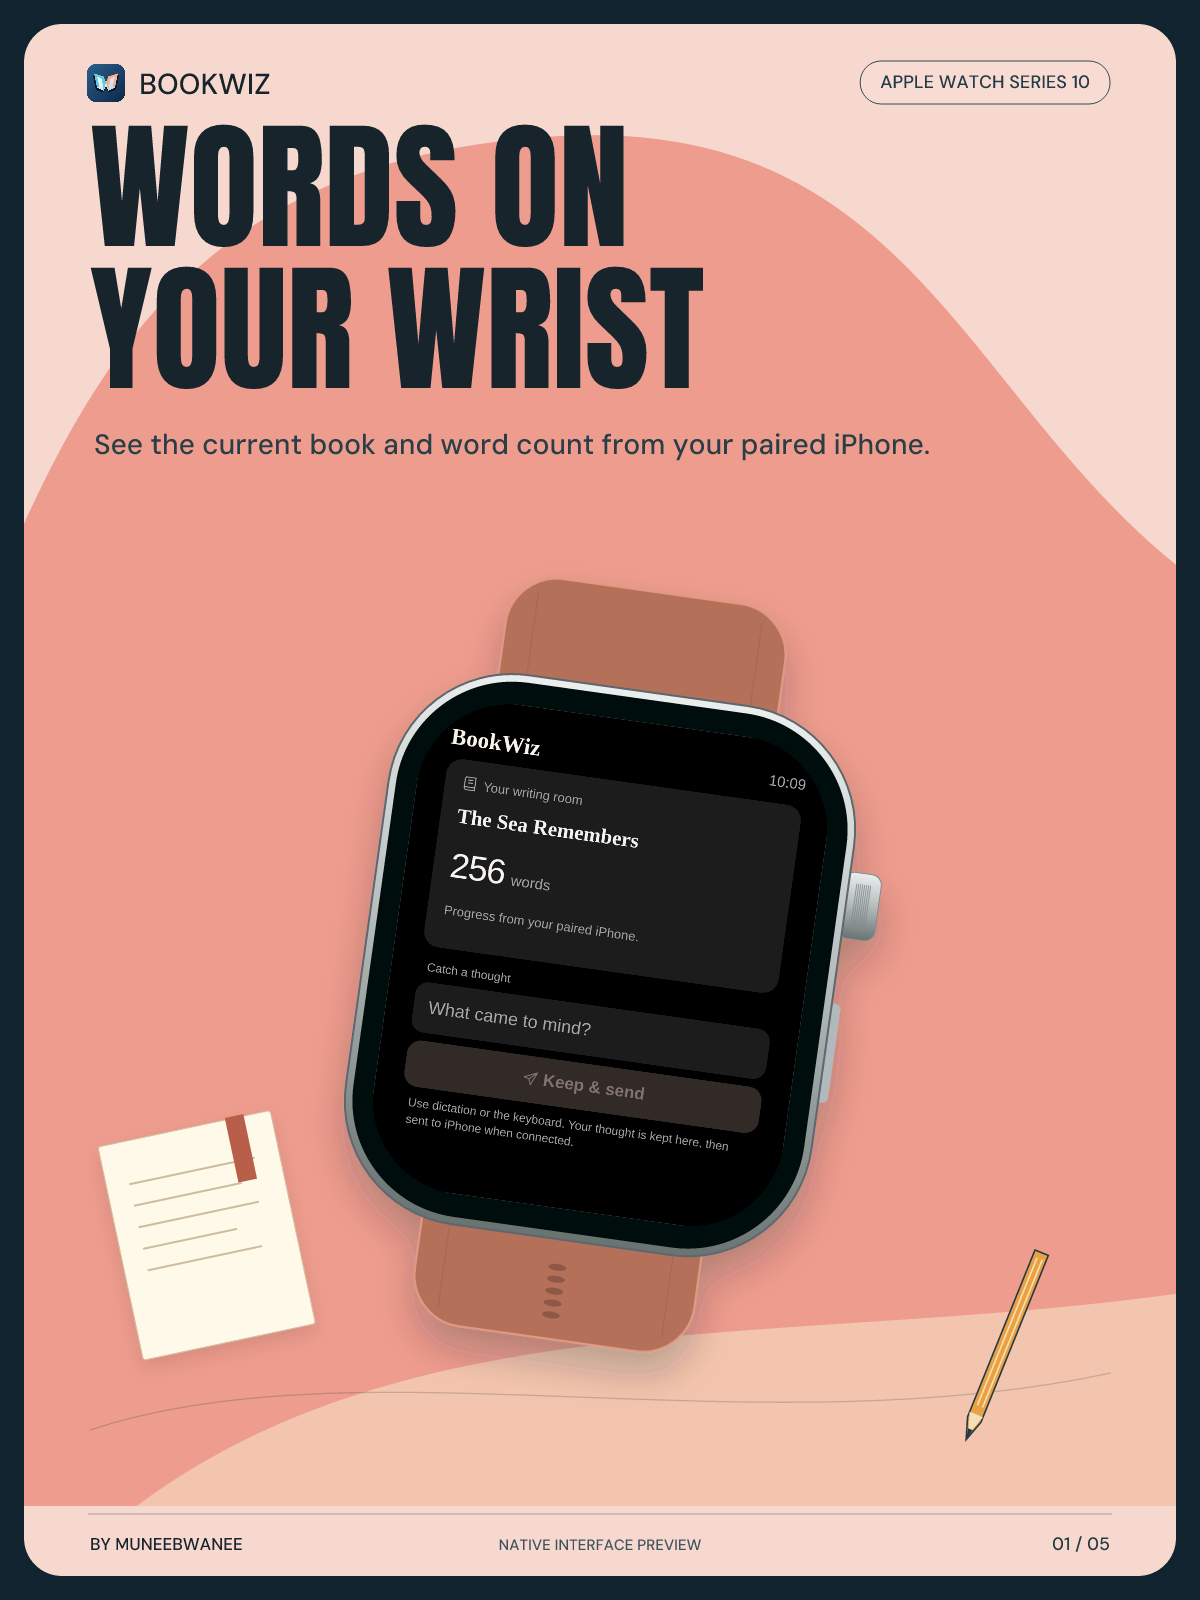 BOOKWIZ
APPLE WATCH SERIES 10
WORDS ON
YOUR WRIST
See the current book and word count from your paired iPhone.
BookWiz
10:09
Your writing room
The Sea Remembers
256 words
Progress from your paired iPhone.
Catch a thought
What came to mind?
Keep & send
Use dictation or the keyboard. Your thought is kept here, then
sent to iPhone when connected.
BY MUNEEBWANEE
NATIVE INTERFACE PREVIEW
01 / 05